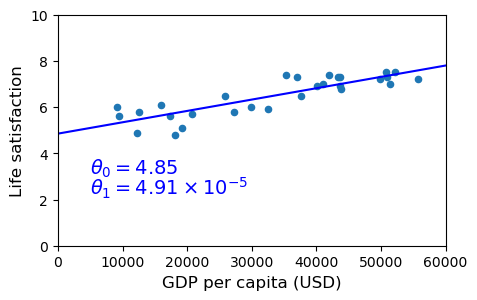 10
8
6
4
2
0
Life satisfaction
θ₀ = 4.85
θ₁ = 4.91 × 10⁻⁵
0 10000 20000 30000 40000 50000 60000
GDP per capita (USD)